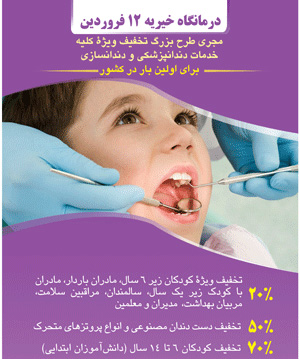 درمانگاه خیریه ۱۲ فروردین
مجری طرح بزرگ تخفیف ویژهٔ کلیه
خدمات دندانپزشکی و دندانسازی
برای اولین بار در کشور
تخفیف ویژهٔ کودکان زیر ۶ سال، مادران باردار، مادران
با کودک زیر یک سال، سالمندان، مراقبین سلامت،
مربیان بهداشت، مدیران و معلمین
۲۰٪
۵۰٪ تخفیف دست دندان مصنوعی و انواع پروتزهای متحرک
۷۰٪ تخفیف کودکان ۶ تا ۱۴ سال (دانش‌آموزان ابتدایی)